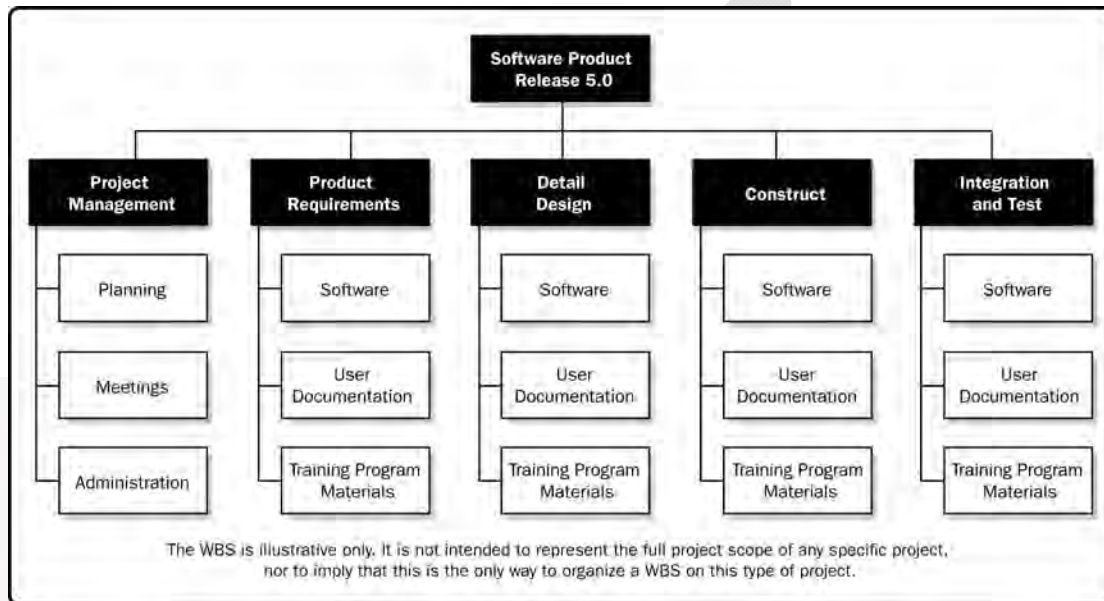 Software Product
Release 5.0
Project
Management
Product
Requirements
Detail
Design
Construct
Integration
and Test
Planning
Software
Software
Software
Software
Meetings
User
Documentation
User
Documentation
User
Documentation
User
Documentation
Administration
Training Program
Materials
Training Program
Materials
Training Program
Materials
Training Program
Materials
The WBS is illustrative only. It is not intended to represent the full project scope of any specific project,
nor to imply that this is the only way to organize a WBS on this type of project.